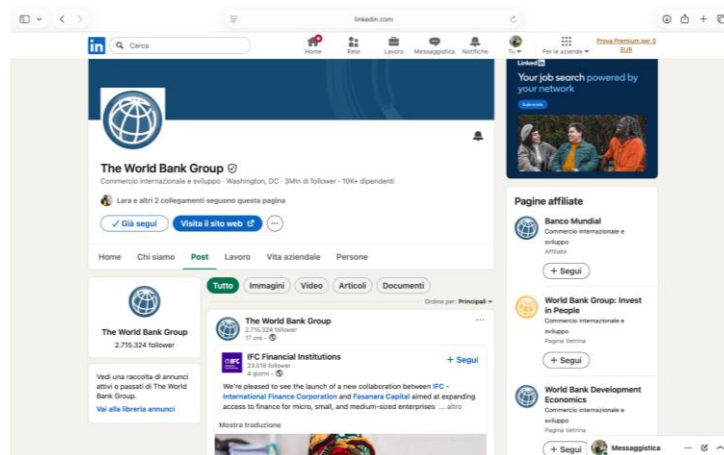 linkedin.com
in
Cerca
Home
Rete
Lavoro
Messaggistica
Notifiche
Tu
Per le aziende
Prova Premium per 0
EUR
LinkedIn
Your job search powered by
your network
The World Bank Group
Commercio internazionale e sviluppo · Washington, DC · 3Mln di follower · 10K+ dipendenti
Lara e altri 2 collegamenti seguono questa pagina
✓ Già segui
Visita il sito web
Home Chi siamo Post Lavoro Vita aziendale Persone
Tutto Immagini Video Articoli Documenti
Ordina per: Principali
The World Bank Group
2.715.324 follower
Vedi una raccolta di annunci
attivi o passati di The World
Bank Group.
Vai alla libreria annunci
The World Bank Group
2.715.324 follower
17 ore
IFC
IFC Financial Institutions
23.018 follower
4 giorni
+ Segui
We're pleased to see the launch of a new collaboration between IFC -
International Finance Corporation and Fasanara Capital aimed at expanding
access to finance for micro, small, and medium-sized enterprises ... altro
Mostra traduzione
Pagine affiliate
Banco Mundial
Commercio internazionale e
sviluppo
Affiliata
+ Segui
World Bank Group: Invest
in People
Commercio internazionale e
sviluppo
Pagina Vetrina
+ Segui
World Bank Development
Economics
Commercio internazionale e
sviluppo
Pagina Vetrina
+ Segui
Messaggistica